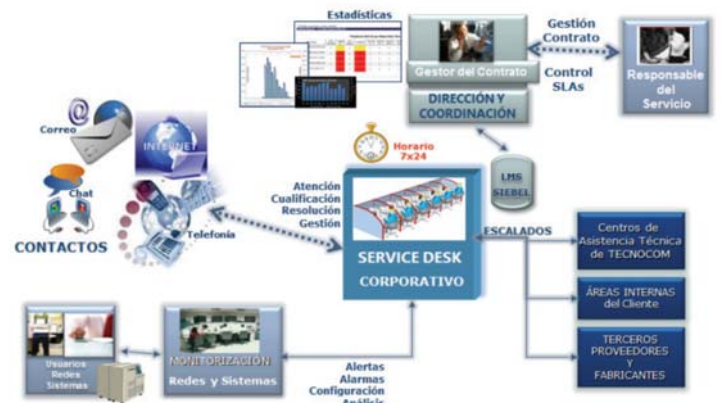 Estadísticas
Gestión
Contrato
Gestor del Contrato
Control
SLAs
Responsable
del
Servicio
DIRECCIÓN Y
COORDINACIÓN
@
Correo
INTERNET
Horario
7x24
LMS
SIEBEL
Chat
Telefonía
CONTACTOS
Atención
Cualificación
Resolución
Gestión
SERVICE DESK
CORPORATIVO
ESCALADOS
Centros de
Asistencia Técnica
de TECNOCOM
ÁREAS INTERNAS
del Cliente
TERCEROS
PROVEEDORES
Y
FABRICANTES
Usuarios
Redes
Sistemas
MONITORIZACIÓN
Redes y Sistemas
Alertas
Alarmas
Configuración
Análisis